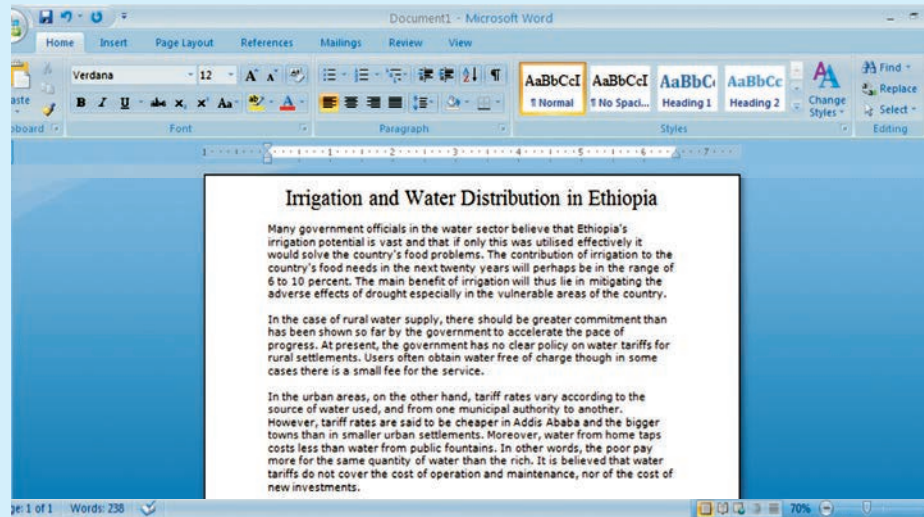 Document1 - Microsoft Word
Home Insert Page Layout References Mailings Review View
Verdana 12
AaBbCcI AaBbCcI AaBbC AaBbCc
Find
Replace
Select
¶ Normal ¶ No Spaci... Heading 1 Heading 2 Change Styles
Font Paragraph Styles Editing
1 1 2 3 4 5 6 7
Irrigation and Water Distribution in Ethiopia
Many government officials in the water sector believe that Ethiopia's
irrigation potential is vast and that if only this was utilised effectively it
would solve the country's food problems. The contribution of irrigation to the
country's food needs in the next twenty years will perhaps be in the range of
6 to 10 percent. The main benefit of irrigation will thus lie in mitigating the
adverse effects of drought especially in the vulnerable areas of the country.
In the case of rural water supply, there should be greater commitment than
has been shown so far by the government to accelerate the pace of
progress. At present, the government has no clear policy on water tariffs for
rural settlements. Users often obtain water free of charge though in some
cases there is a small fee for the service.
In the urban areas, on the other hand, tariff rates vary according to the
source of water used, and from one municipal authority to another.
However, tariff rates are said to be cheaper in Addis Ababa and the bigger
towns than in smaller urban settlements. Moreover, water from home taps
costs less than water from public fountains. In other words, the poor pay
more for the same quantity of water than the rich. It is believed that water
tariffs do not cover the cost of operation and maintenance, nor of the cost of
new investments.
ge: 1 of 1 Words: 238 70%